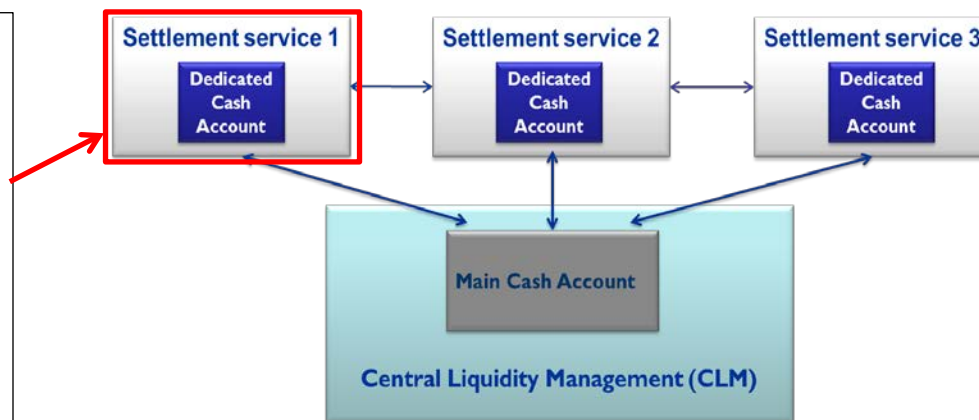 Settlement service 1
Dedicated
Cash
Account
Settlement service 2
Dedicated
Cash
Account
Settlement service 3
Dedicated
Cash
Account
Main Cash Account
Central Liquidity Management (CLM)